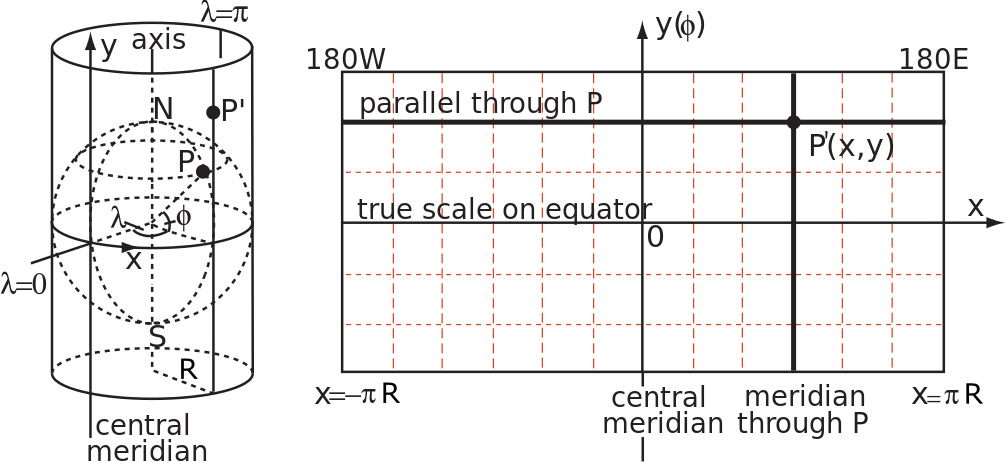 λ=π
y
axis
N
P'
P
λ
ϕ
x
λ=0
S
R
central
meridian
y(ϕ)
180W
180E
parallel through P
P'(x,y)
true scale on equator
x
0
x=−π R
central
meridian
meridian
through P
x=π R